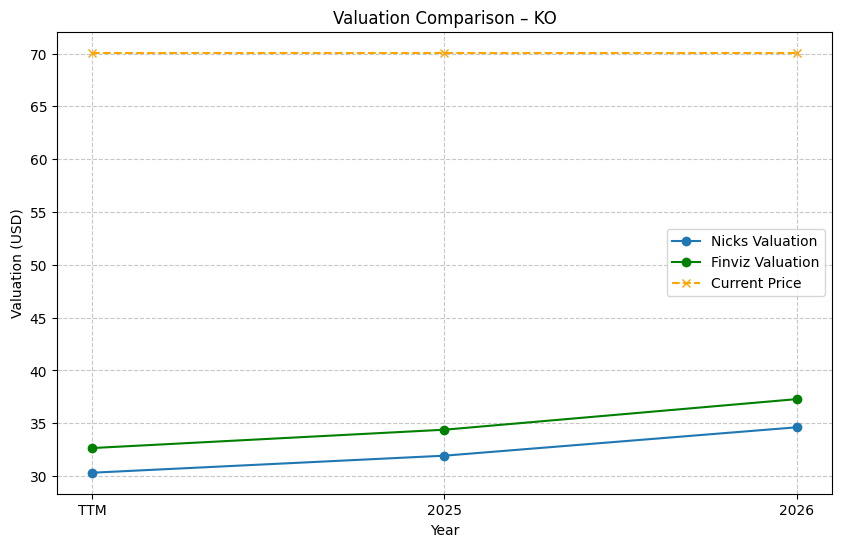 Valuation Comparison – KO
Valuation (USD)
70
65
60
55
50
45
40
35
30
Nicks Valuation
Finviz Valuation
Current Price
TTM
2025
2026
Year